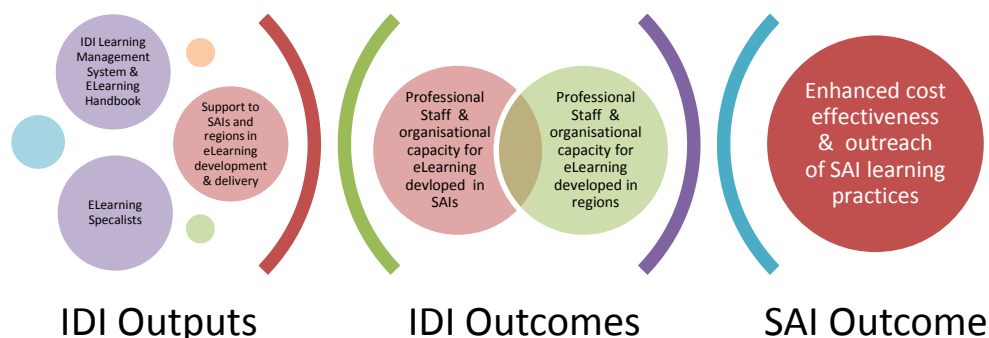 IDI Learning
Management
System &
ELearning
Handbook
Support to
SAIs and
regions in
eLearning
development
& delivery
ELearning
Specalists
IDI Outputs
Professional
Staff &
organisational
capacity for
eLearning
devloped in
SAIs
Professional
Staff &
organisational
capacity for
eLearning
developed in
regions
IDI Outcomes
Enhanced cost
effectiveness
& outreach
of SAI learning
practices
SAI Outcome